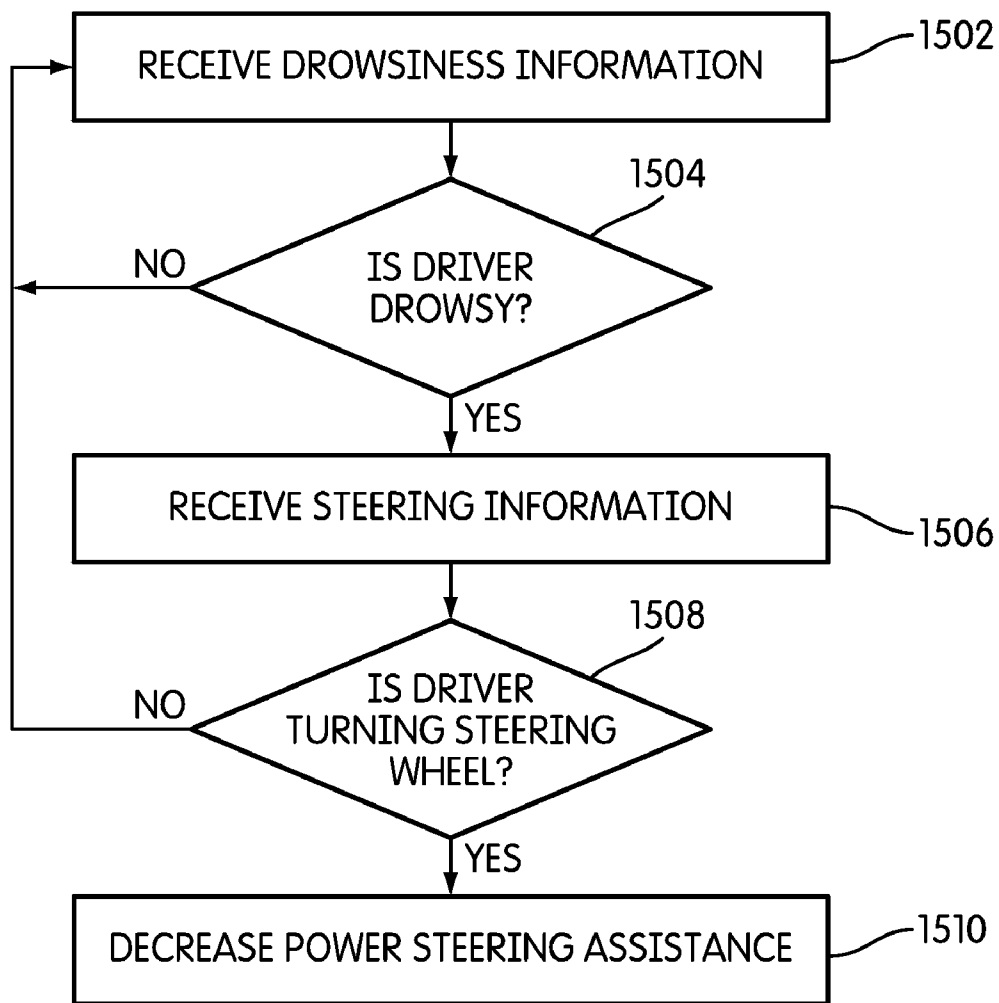 RECEIVE DROWSINESS INFORMATION
1502
1504
IS DRIVER
DROWSY?
NO
YES
RECEIVE STEERING INFORMATION
1506
1508
IS DRIVER
TURNING STEERING
WHEEL?
NO
YES
DECREASE POWER STEERING ASSISTANCE
1510